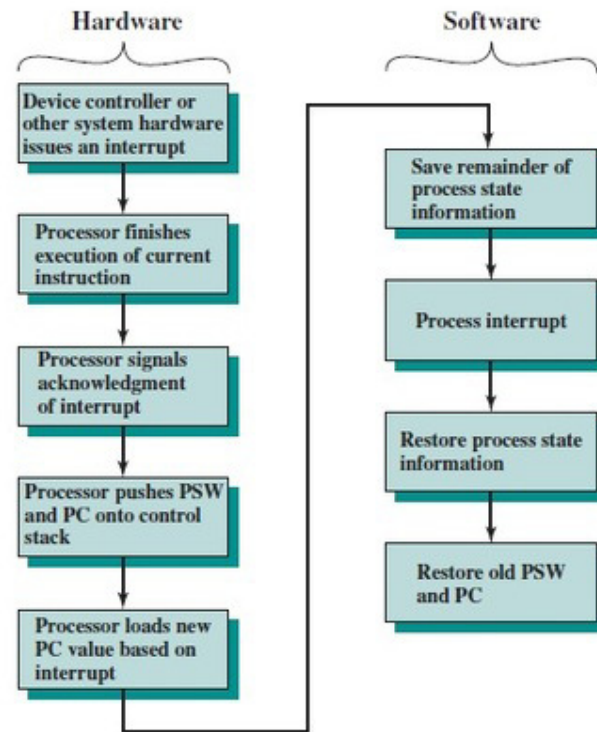 Hardware
Device controller or
other system hardware
issues an interrupt
Processor finishes
execution of current
instruction
Processor signals
acknowledgment
of interrupt
Processor pushes PSW
and PC onto control
stack
Processor loads new
PC value based on
interrupt
Software
Save remainder of
process state
information
Process interrupt
Restore process state
information
Restore old PSW
and PC